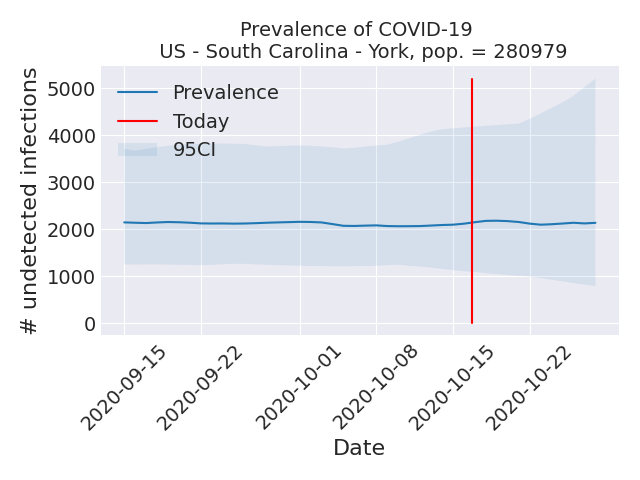 Prevalence of COVID-19
US - South Carolina - York, pop. = 280979
# undetected infections
5000
4000
3000
2000
1000
0
Prevalence
Today
95CI
2020-09-15
2020-09-22
2020-10-01
2020-10-08
2020-10-15
2020-10-22
Date